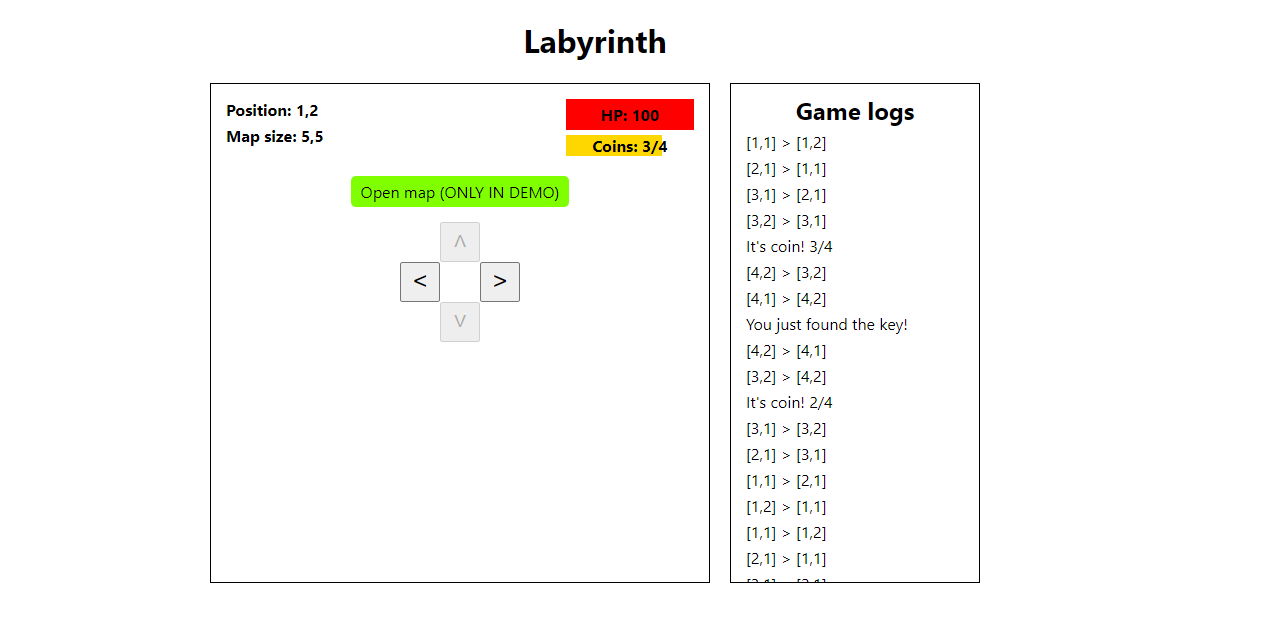 Labyrinth
Position: 1,2
Map size: 5,5
HP: 100
Coins: 3/4
Open map (ONLY IN DEMO)
^
< >
v
Game logs
[1,1] > [1,2]
[2,1] > [1,1]
[3,1] > [2,1]
[3,2] > [3,1]
It's coin! 3/4
[4,2] > [3,2]
[4,1] > [4,2]
You just found the key!
[4,2] > [4,1]
[3,2] > [4,2]
It's coin! 2/4
[3,1] > [3,2]
[2,1] > [3,1]
[1,1] > [2,1]
[1,2] > [1,1]
[1,1] > [1,2]
[2,1] > [1,1]